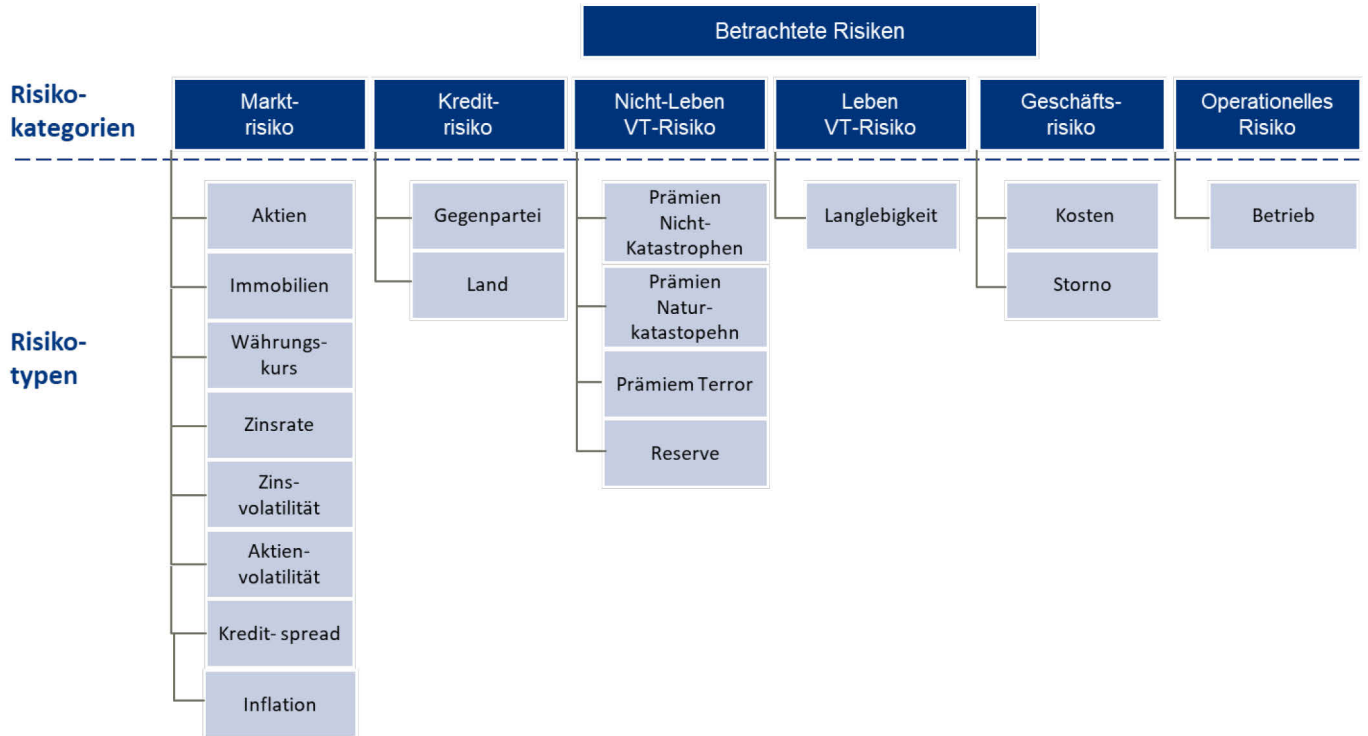 Betrachtete Risiken
Risiko-
kategorien
Markt-
risiko
Kredit-
risiko
Nicht-Leben
VT-Risiko
Leben
VT-Risiko
Geschäfts-
risiko
Operationelles
Risiko
Risiko-
typen
Aktien
Immobilien
Währungs-
kurs
Zinsrate
Zins-
volatilität
Aktien-
volatilität
Kredit- spread
Inflation
Gegenpartei
Land
Prämien
Nicht-
Katastrophen
Prämien
Natur-
katastopehn
Prämiem Terror
Reserve
Langlebigkeit
Kosten
Storno
Betrieb